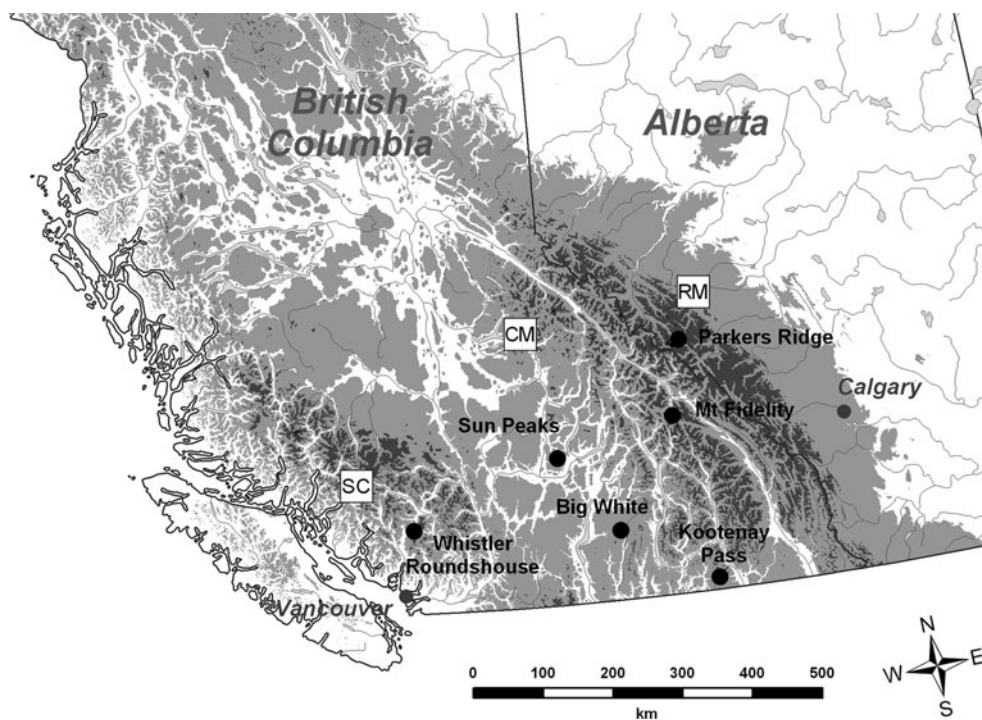 British
Columbia
Alberta
RM
CM
Parkers Ridge
Calgary
Mt Fidelity
Sun Peaks
SC
Big White
Kootenay
Pass
Whistler
Roundshouse
Vancouver
N
W E
S
0 100 200 300 400 500
km